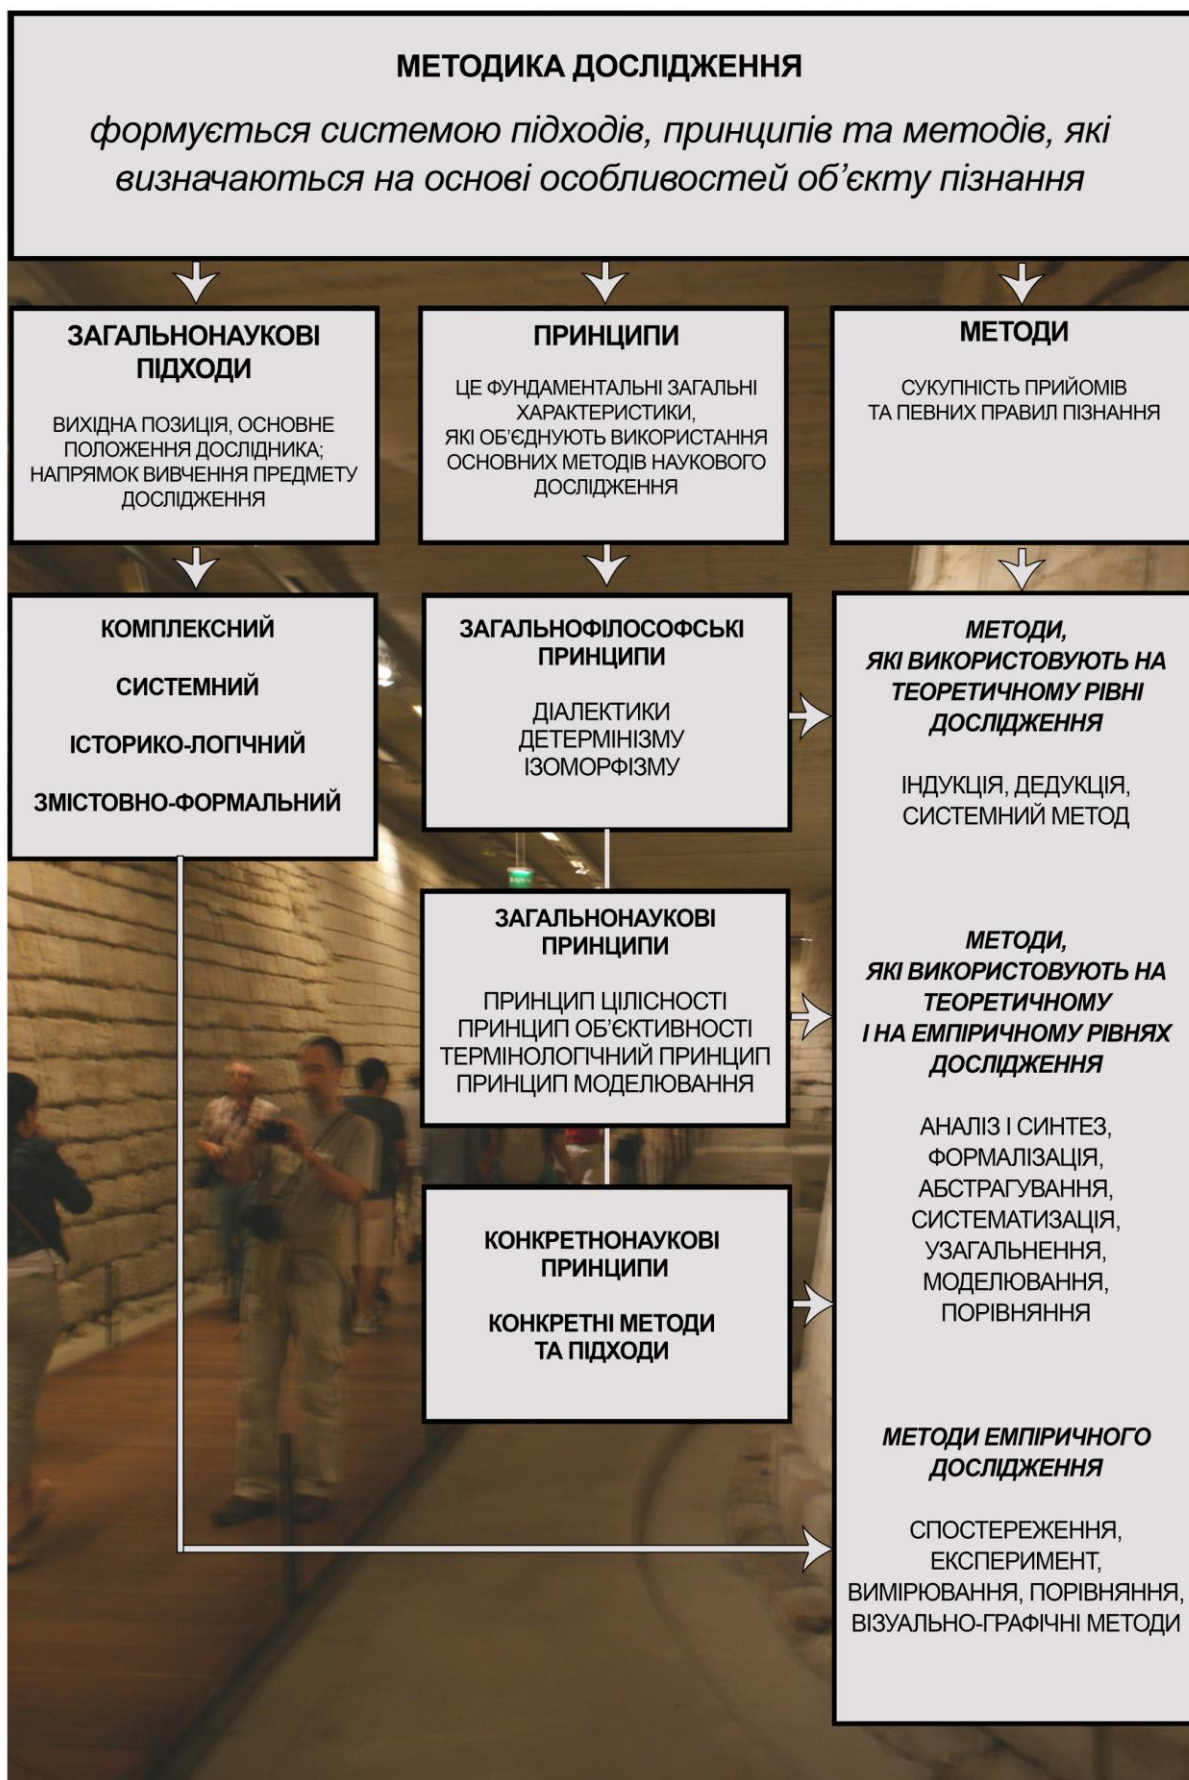 МЕТОДИКА ДОСЛІДЖЕННЯ
формується системою підходів, принципів та методів, які
визначаються на основі особливостей об’єкту пізнання
ЗАГАЛЬНОНАУКОВІ
ПІДХОДИ
ВИХІДНА ПОЗИЦІЯ, ОСНОВНЕ
ПОЛОЖЕННЯ ДОСЛІДНИКА;
НАПРЯМОК ВИВЧЕННЯ ПРЕДМЕТУ
ДОСЛІДЖЕННЯ
ПРИНЦИПИ
ЦЕ ФУНДАМЕНТАЛЬНІ ЗАГАЛЬНІ
ХАРАКТЕРИСТИКИ,
ЯКІ ОБ’ЄДНУЮТЬ ВИКОРИСТАННЯ
ОСНОВНИХ МЕТОДІВ НАУКОВОГО
ДОСЛІДЖЕННЯ
МЕТОДИ
СУКУПНІСТЬ ПРИЙОМІВ
ТА ПЕВНИХ ПРАВИЛ ПІЗНАННЯ
КОМПЛЕКСНИЙ
СИСТЕМНИЙ
ІСТОРИКО-ЛОГІЧНИЙ
ЗМІСТОВНО-ФОРМАЛЬНИЙ
ЗАГАЛЬНОФІЛОСОФСЬКІ
ПРИНЦИПИ
ДІАЛЕКТИКИ
ДЕТЕРМІНІЗМУ
ІЗОМОРФІЗМУ
ЗАГАЛЬНОНАУКОВІ
ПРИНЦИПИ
ПРИНЦИП ЦІЛІСНОСТІ
ПРИНЦИП ОБ’ЄКТИВНОСТІ
ТЕРМІНОЛОГІЧНИЙ ПРИНЦИП
ПРИНЦИП МОДЕЛЮВАННЯ
КОНКРЕТНОНАУКОВІ
ПРИНЦИПИ
КОНКРЕТНІ МЕТОДИ
ТА ПІДХОДИ
МЕТОДИ,
ЯКІ ВИКОРИСТОВУЮТЬ НА
ТЕОРЕТИЧНОМУ РІВНІ
ДОСЛІДЖЕННЯ
ІНДУКЦІЯ, ДЕДУКЦІЯ,
СИСТЕМНИЙ МЕТОД
МЕТОДИ,
ЯКІ ВИКОРИСТОВУЮТЬ НА
ТЕОРЕТИЧНОМУ
І НА ЕМПІРИЧНОМУ РІВНЯХ
ДОСЛІДЖЕННЯ
АНАЛІЗ І СИНТЕЗ,
ФОРМАЛІЗАЦІЯ,
АБСТРАГУВАННЯ,
СИСТЕМАТИЗАЦІЯ,
УЗАГАЛЬНЕННЯ,
МОДЕЛЮВАННЯ,
ПОРІВНЯННЯ
МЕТОДИ ЕМПІРИЧНОГО
ДОСЛІДЖЕННЯ
СПОСТЕРЕЖЕННЯ,
ЕКСПЕРИМЕНТ,
ВИМІРЮВАННЯ, ПОРІВНЯННЯ,
ВІЗУАЛЬНО-ГРАФІЧНІ МЕТОДИ